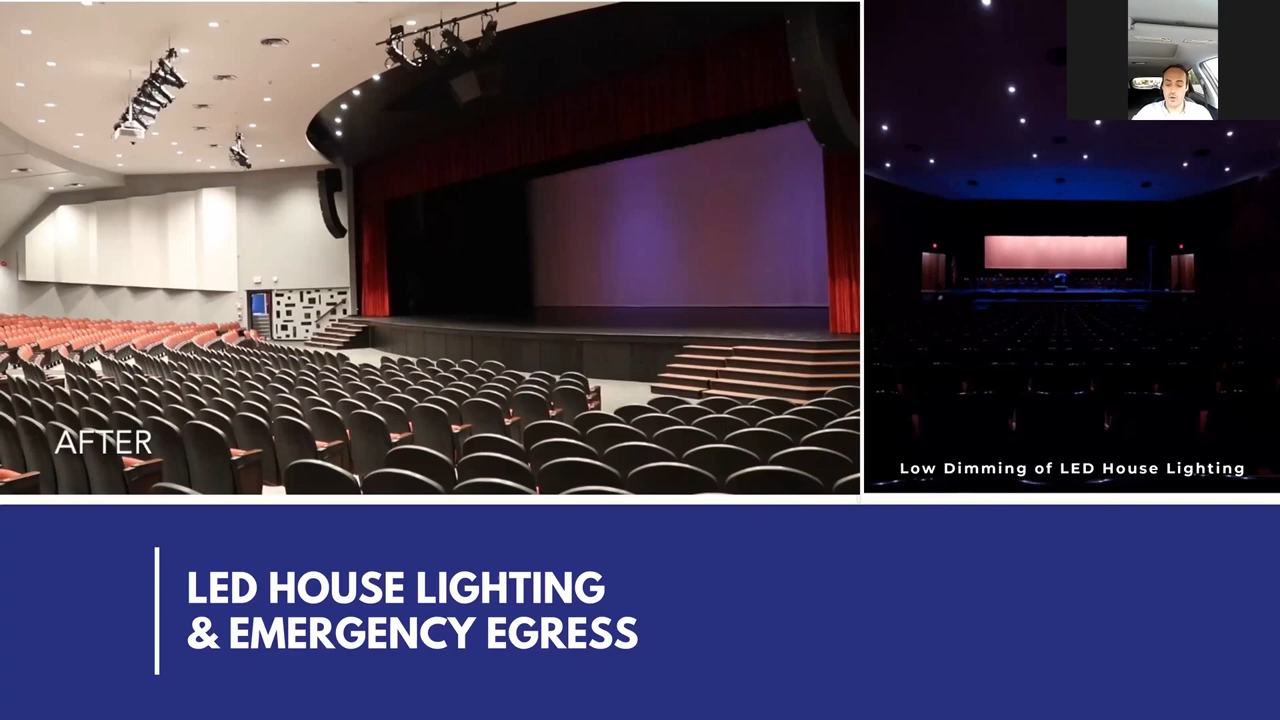 AFTER
Low Dimming of LED House Lighting
LED HOUSE LIGHTING
& EMERGENCY EGRESS